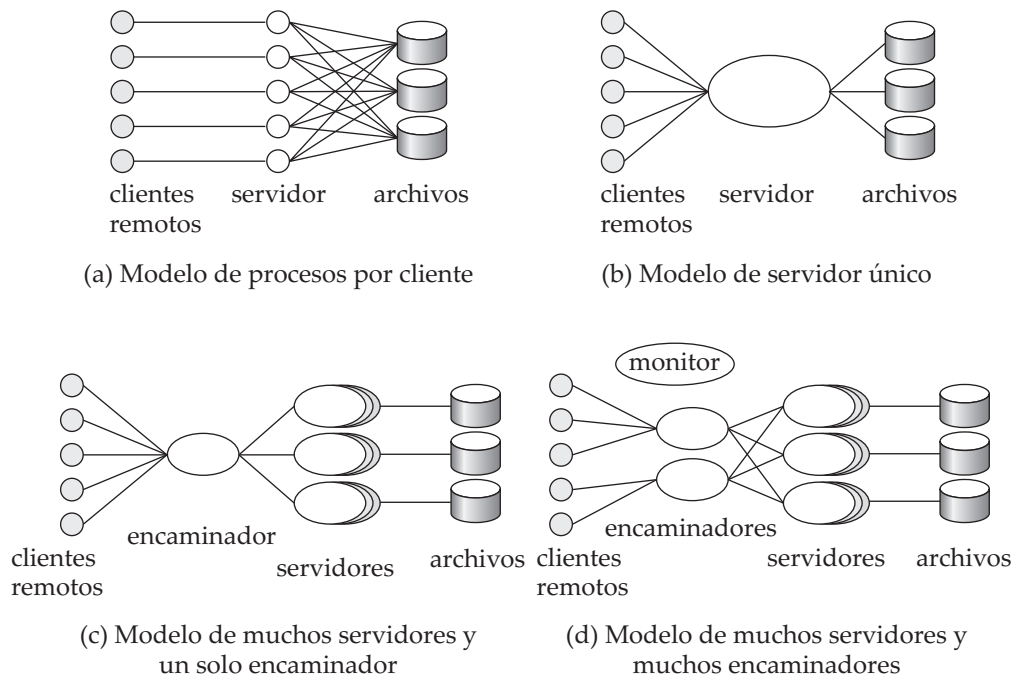 clientes
remotos
servidor
archivos
(a) Modelo de procesos por cliente
clientes
remotos
servidor
archivos
(b) Modelo de servidor único
encaminador
clientes
remotos
servidores
archivos
(c) Modelo de muchos servidores y
un solo encaminador
monitor
encaminadores
clientes
remotos
servidores
archivos
(d) Modelo de muchos servidores y
muchos encaminadores